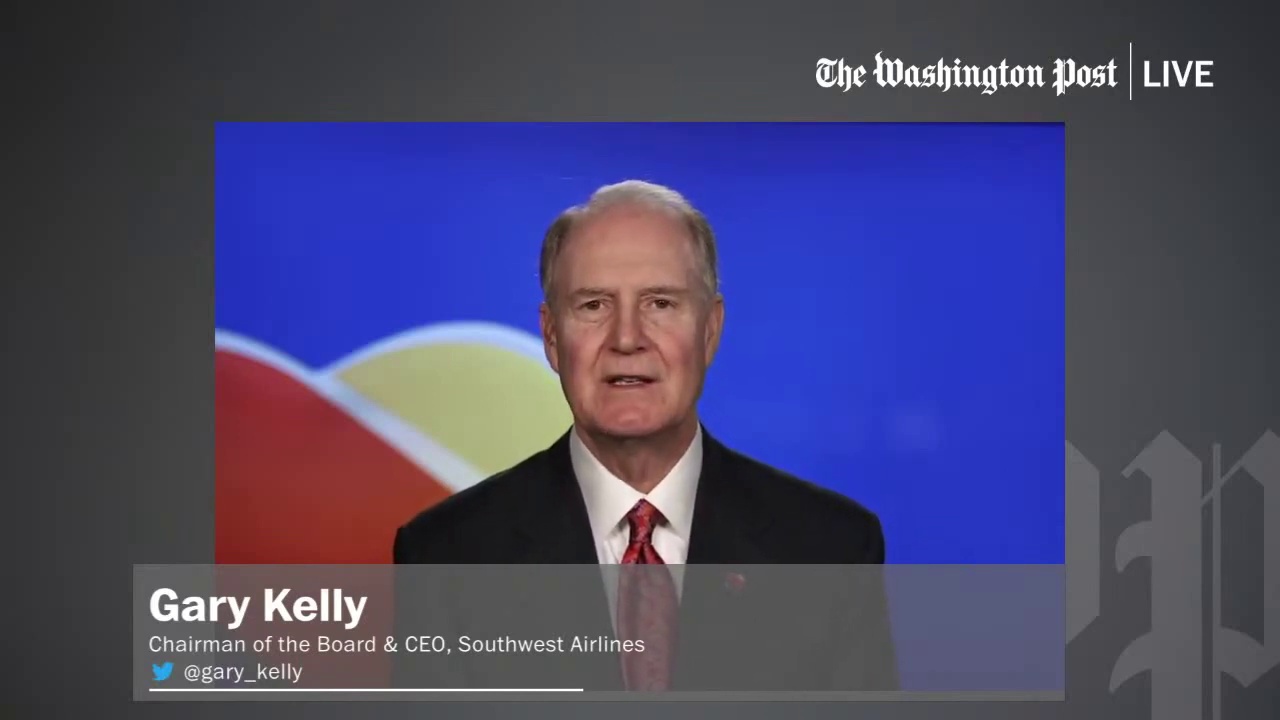 The Washington Post | LIVE
Gary Kelly
Chairman of the Board & CEO, Southwest Airlines
@gary_kelly